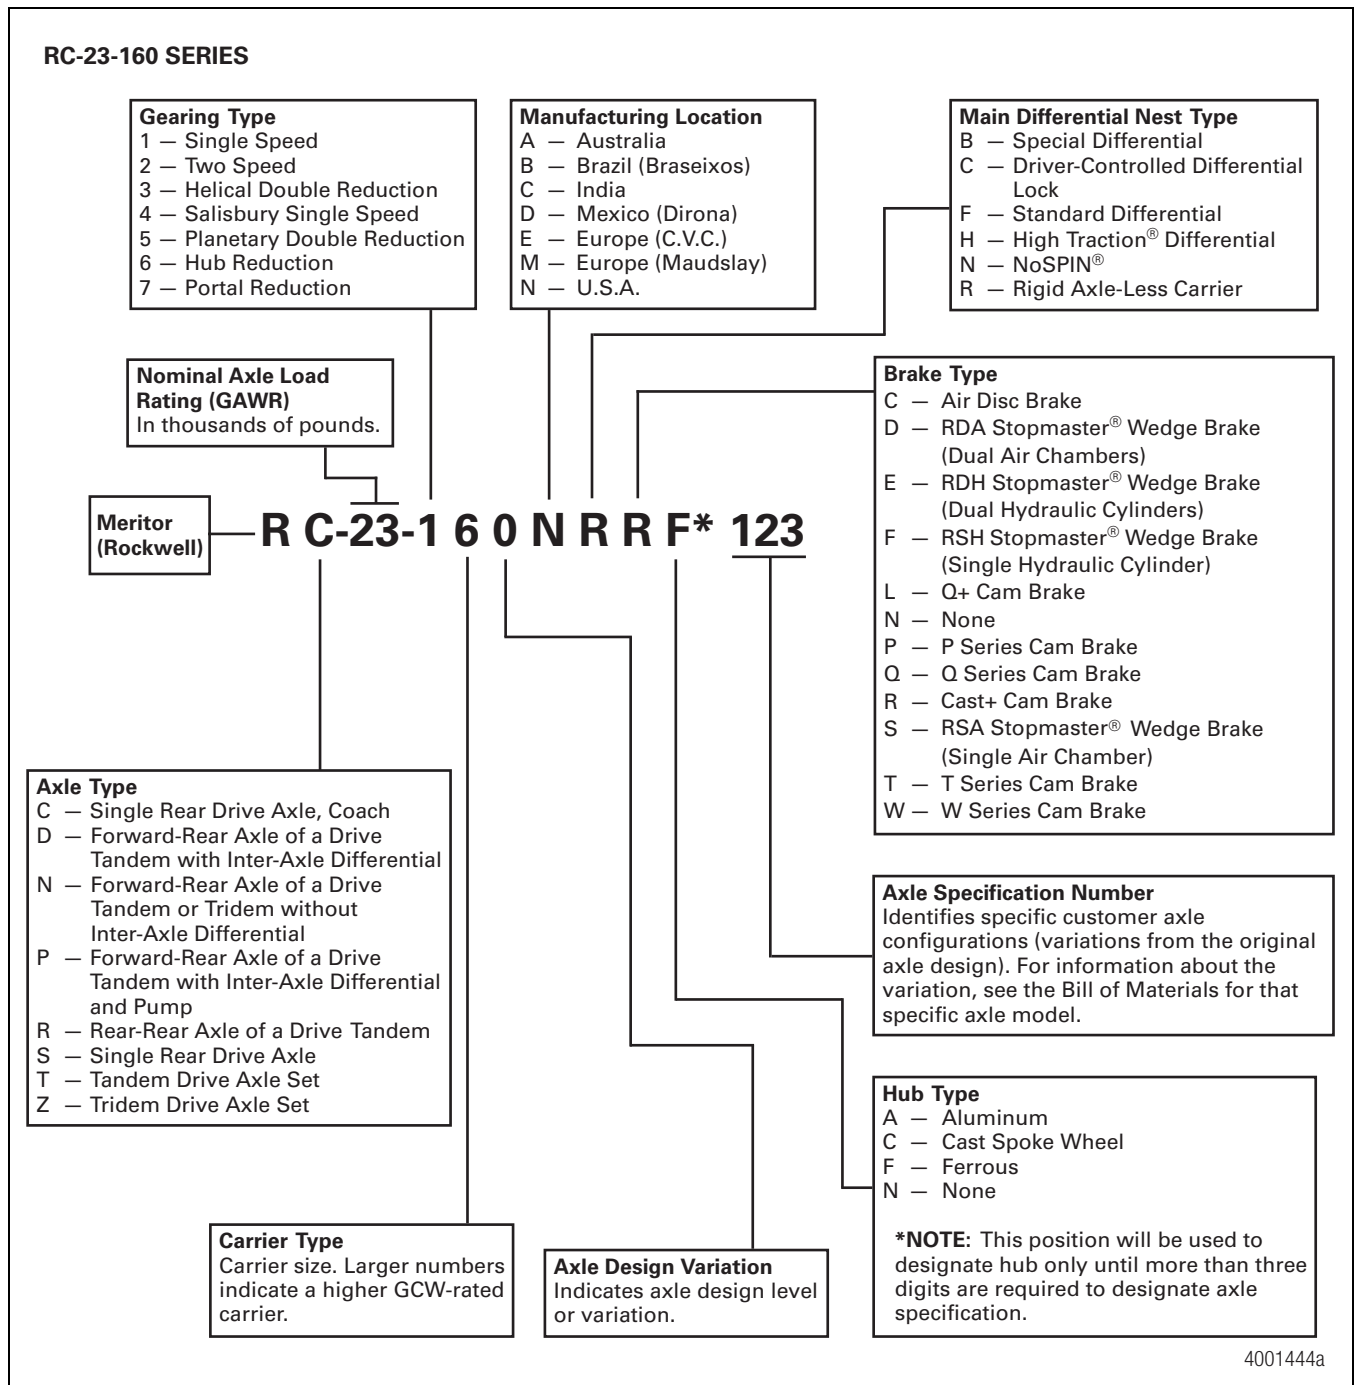 RC-23-160 SERIES
Gearing Type
1 — Single Speed
2 — Two Speed
3 — Helical Double Reduction
4 — Salisbury Single Speed
5 — Planetary Double Reduction
6 — Hub Reduction
7 — Portal Reduction
Manufacturing Location
A — Australia
B — Brazil (Braseixos)
C — India
D — Mexico (Dirona)
E — Europe (C.V.C.)
M — Europe (Maudslay)
N — U.S.A.
Main Differential Nest Type
B — Special Differential
C — Driver-Controlled Differential
Lock
F — Standard Differential
H — High Traction® Differential
N — NoSPIN®
R — Rigid Axle-Less Carrier
Nominal Axle Load
Rating (GAWR)
In thousands of pounds.
Brake Type
C — Air Disc Brake
D — RDA Stopmaster® Wedge Brake
(Dual Air Chambers)
E — RDH Stopmaster® Wedge Brake
(Dual Hydraulic Cylinders)
F — RSH Stopmaster® Wedge Brake
(Single Hydraulic Cylinder)
L — Q+ Cam Brake
N — None
P — P Series Cam Brake
Q — Q Series Cam Brake
R — Cast+ Cam Brake
S — RSA Stopmaster® Wedge Brake
(Single Air Chamber)
T — T Series Cam Brake
W — W Series Cam Brake
Meritor
(Rockwell)
R C-23-1 6 0 N R R F* 123
Axle Type
C — Single Rear Drive Axle, Coach
D — Forward-Rear Axle of a Drive
Tandem with Inter-Axle Differential
N — Forward-Rear Axle of a Drive
Tandem or Tridem without
Inter-Axle Differential
P — Forward-Rear Axle of a Drive
Tandem with Inter-Axle Differential
and Pump
R — Rear-Rear Axle of a Drive Tandem
S — Single Rear Drive Axle
T — Tandem Drive Axle Set
Z — Tridem Drive Axle Set
Axle Specification Number
Identifies specific customer axle
configurations (variations from the original
axle design). For information about the
variation, see the Bill of Materials for that
specific axle model.
Hub Type
A — Aluminum
C — Cast Spoke Wheel
F — Ferrous
N — None
*NOTE: This position will be used to
designate hub only until more than three
digits are required to designate axle
specification.
Carrier Type
Carrier size. Larger numbers
indicate a higher GCW-rated
carrier.
Axle Design Variation
Indicates axle design level
or variation.
4001444a